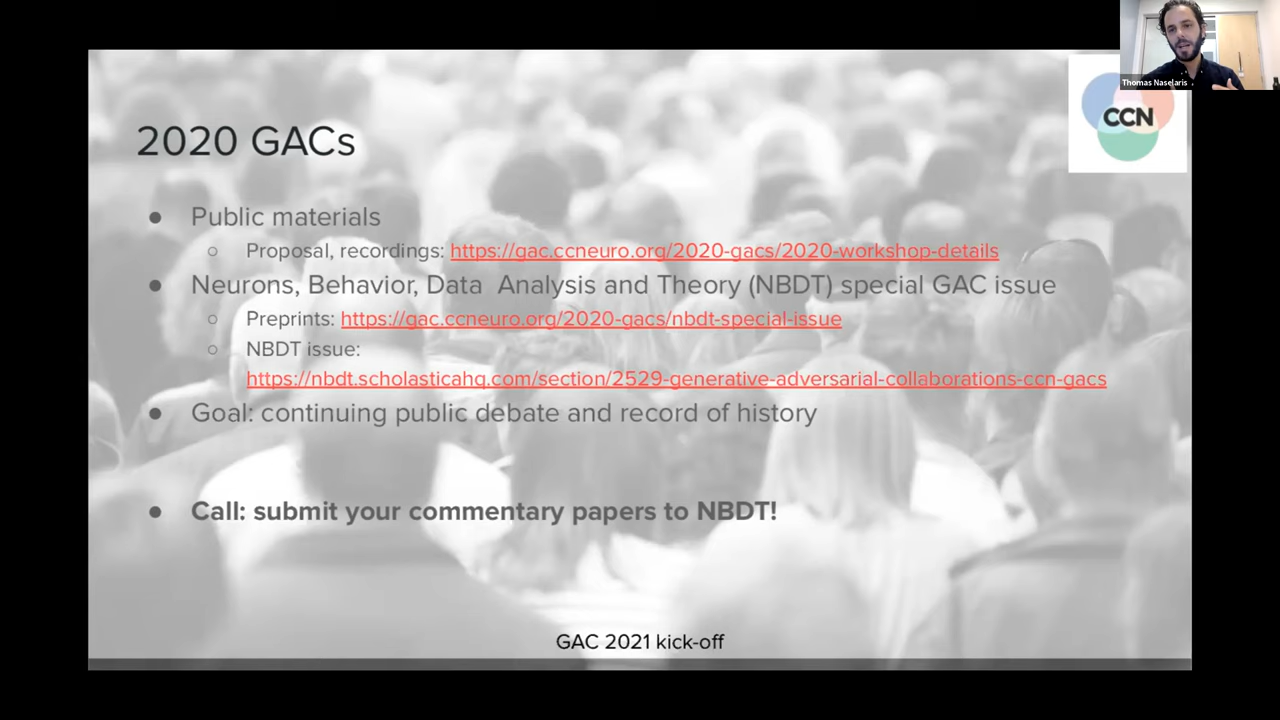 Thomas Naselaris
CCN
2020 GACs
● Public materials
○ Proposal, recordings: https://gac.ccneuro.org/2020-gacs/2020-workshop-details
● Neurons, Behavior, Data  Analysis and Theory (NBDT) special GAC issue
○ Preprints: https://gac.ccneuro.org/2020-gacs/nbdt-special-issue
○ NBDT issue:
https://nbdt.scholasticahq.com/section/2529-generative-adversarial-collaborations-ccn-gacs
● Goal: continuing public debate and record of history
● Call: submit your commentary papers to NBDT!
GAC 2021 kick-off